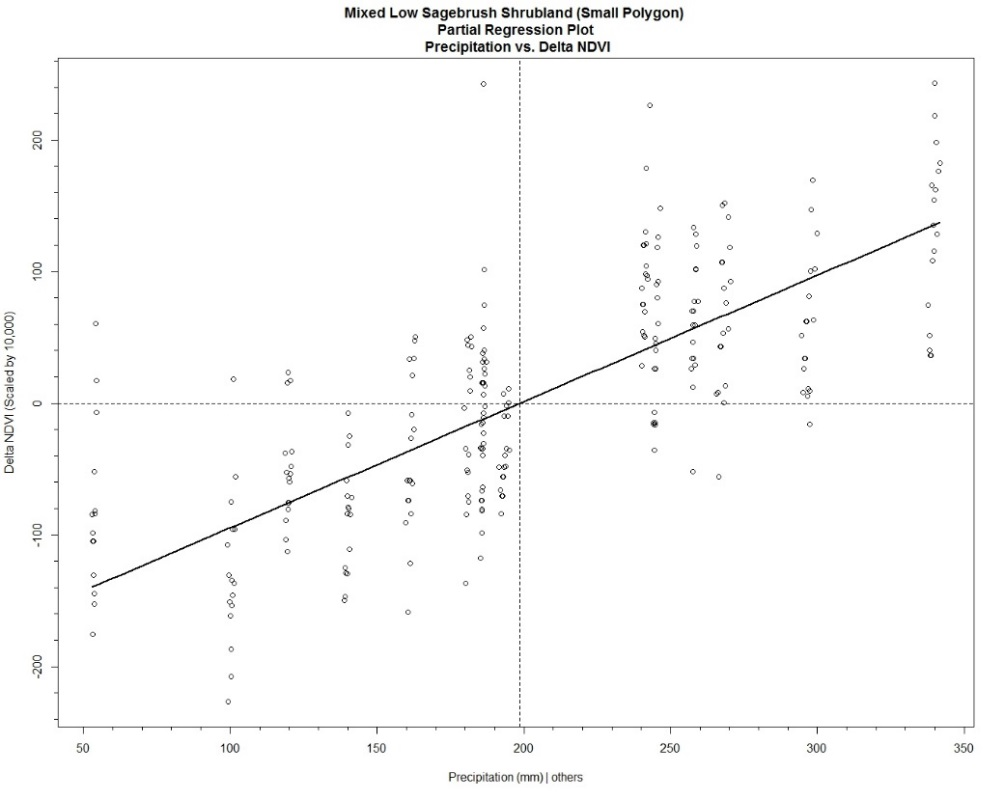 Mixed Low Sagebrush Shrubland (Small Polygon)
Partial Regression Plot
Precipitation vs. Delta NDVI
Delta NDVI (Scaled by 10,000)
200
100
0
-100
-200
50 100 150 200 250 300 350
Precipitation (mm) | others